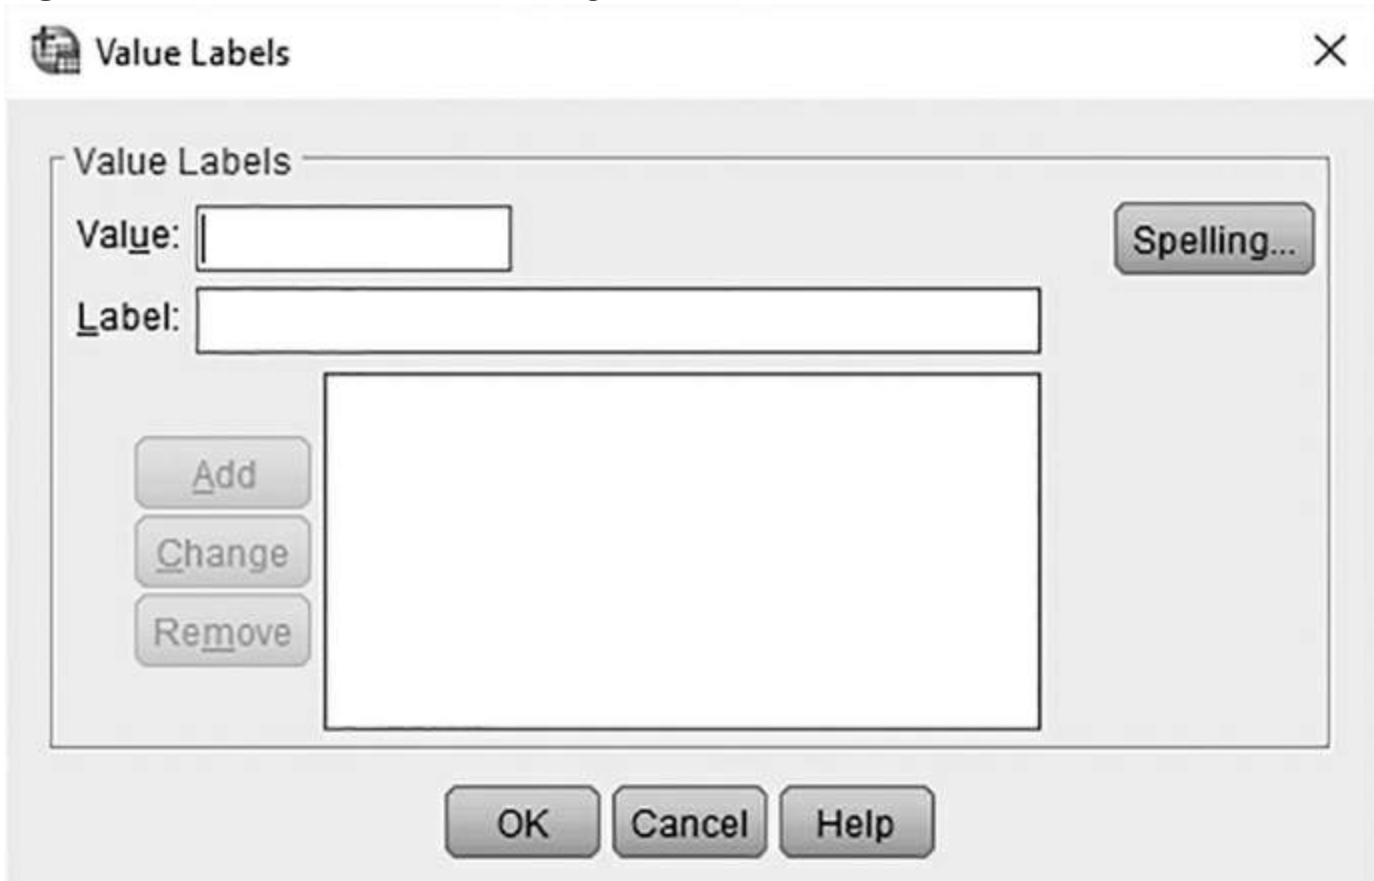 Value Labels
Value Labels
Value:
Spelling...
Label:
Add
Change
Remove
OK Cancel Help